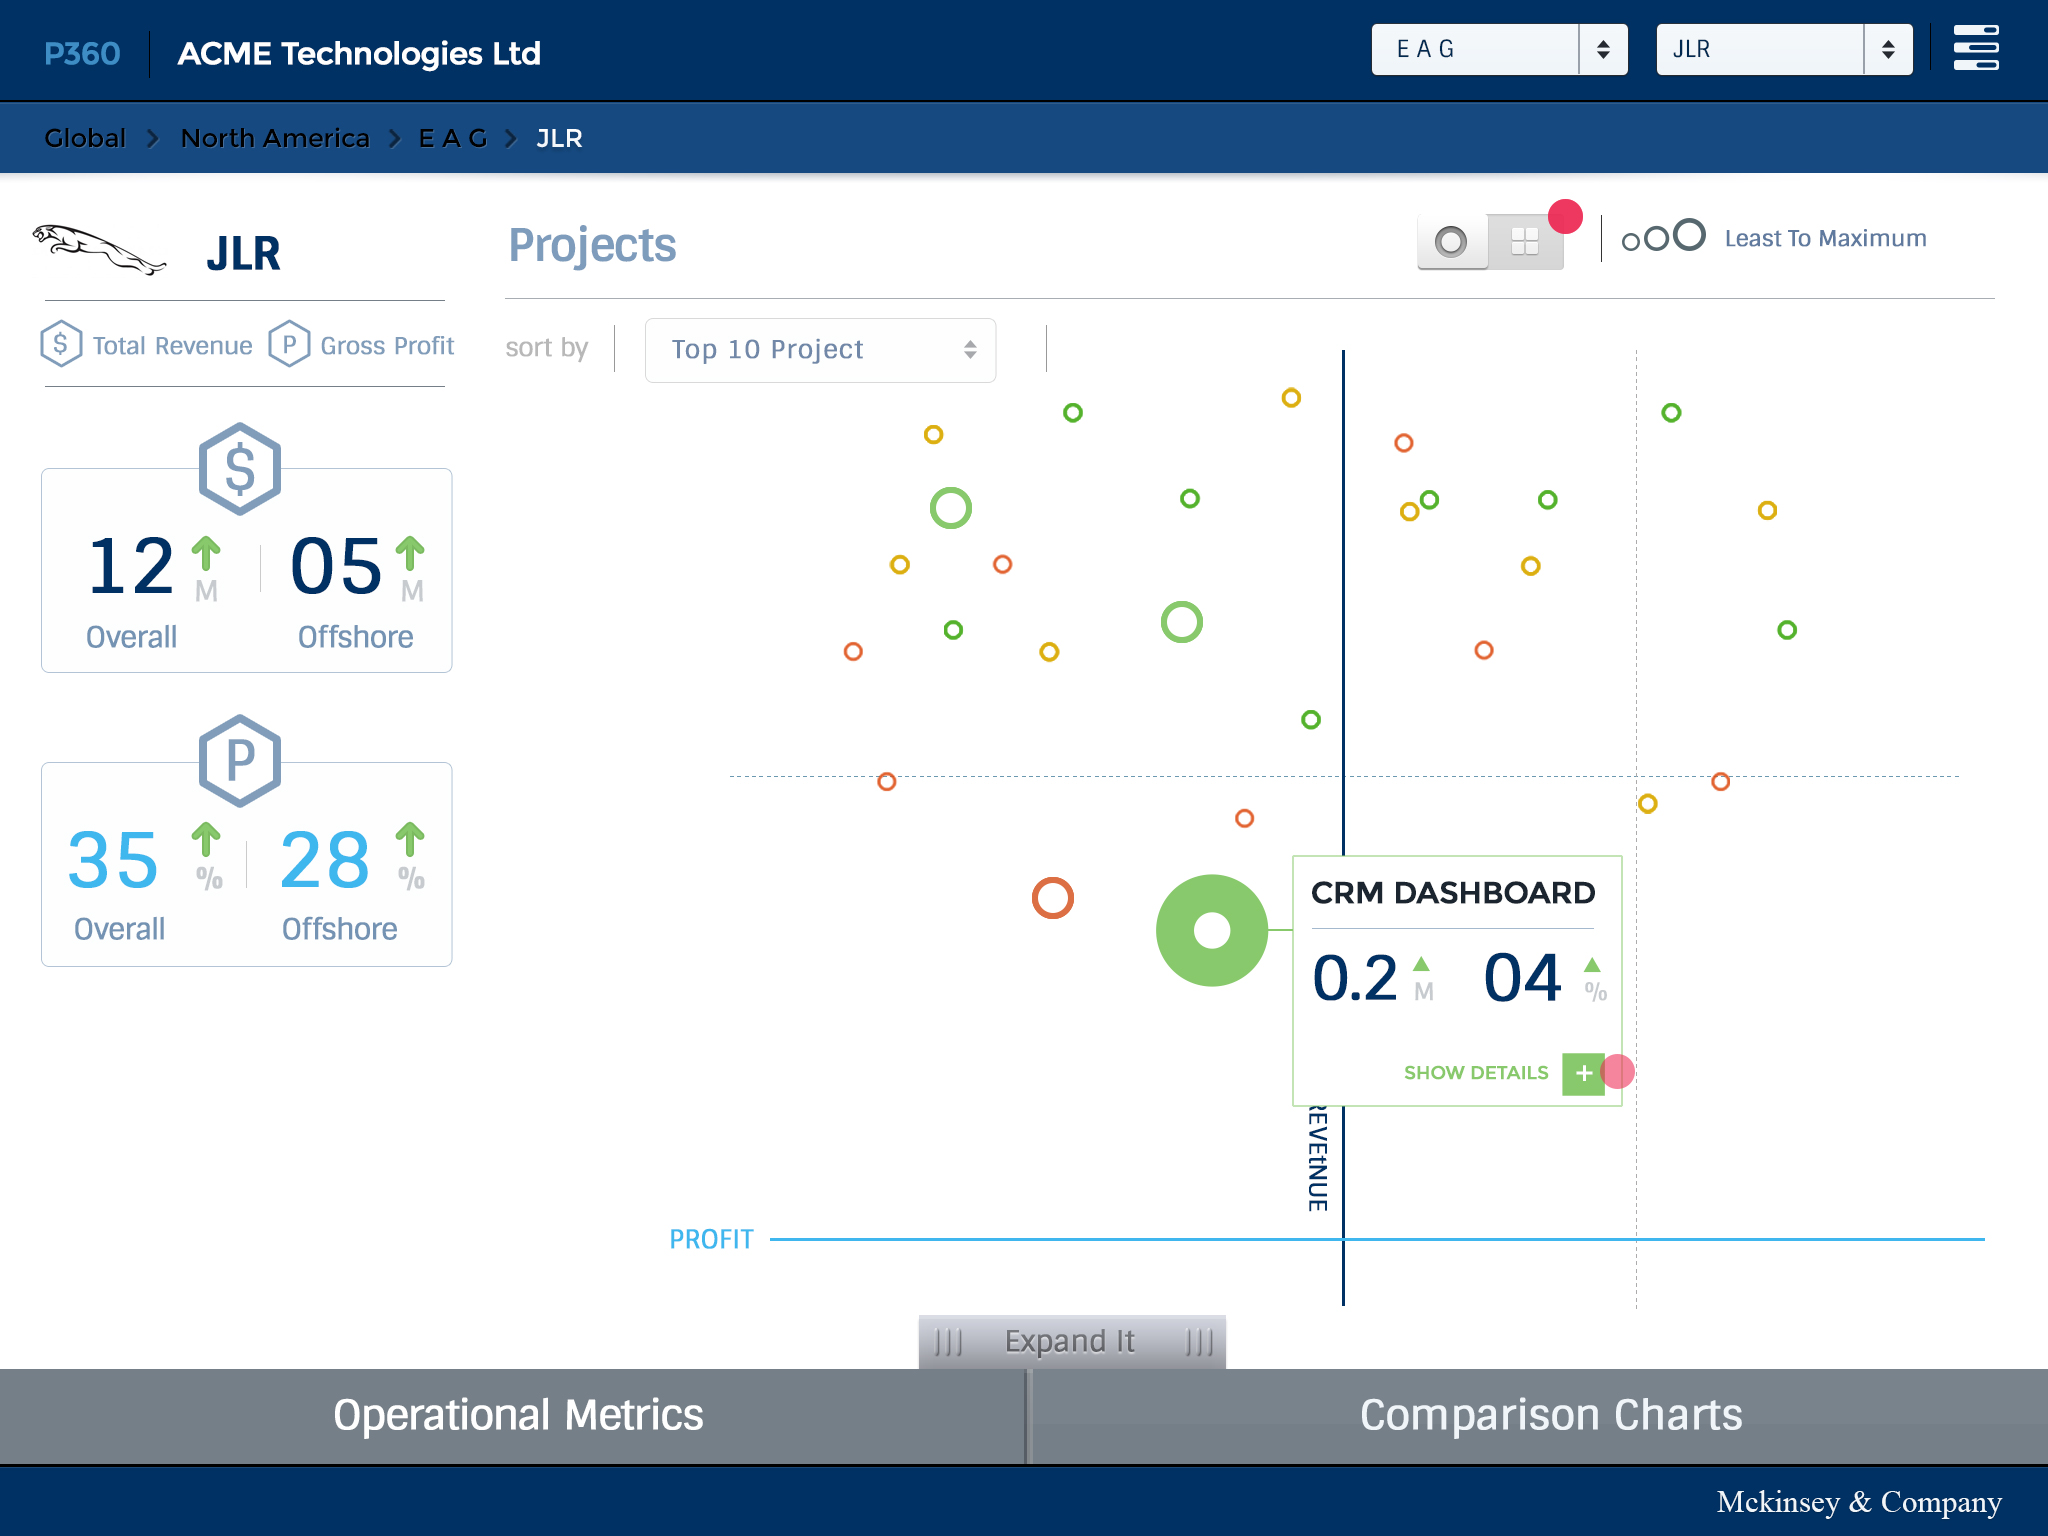 P360 ACME Technologies Ltd E A G JLR
Global North America E A G JLR
JLR Projects Least To Maximum
$ Total Revenue P Gross Profit sort by Top 10 Project
$
12 M 05 M
Overall Offshore
P
35 % 28 %
Overall Offshore
CRM DASHBOARD
0.2 M 04 %
SHOW DETAILS +
REVEtNUE
PROFIT
Expand It
Operational Metrics Comparison Charts
Mckinsey & Company